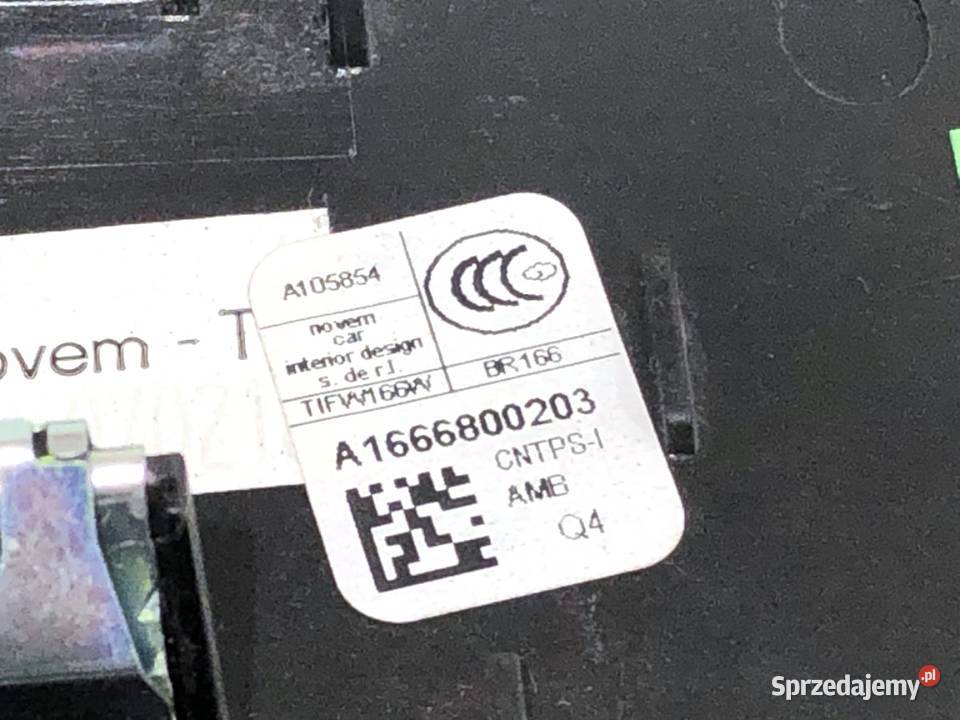 ovem - T
A105854
novem
car
interior design
s. de r.l.
TIFW166W
BR166
A1666800203
CNTPS-I
AMB
Q4
Sprzedajemy.pl